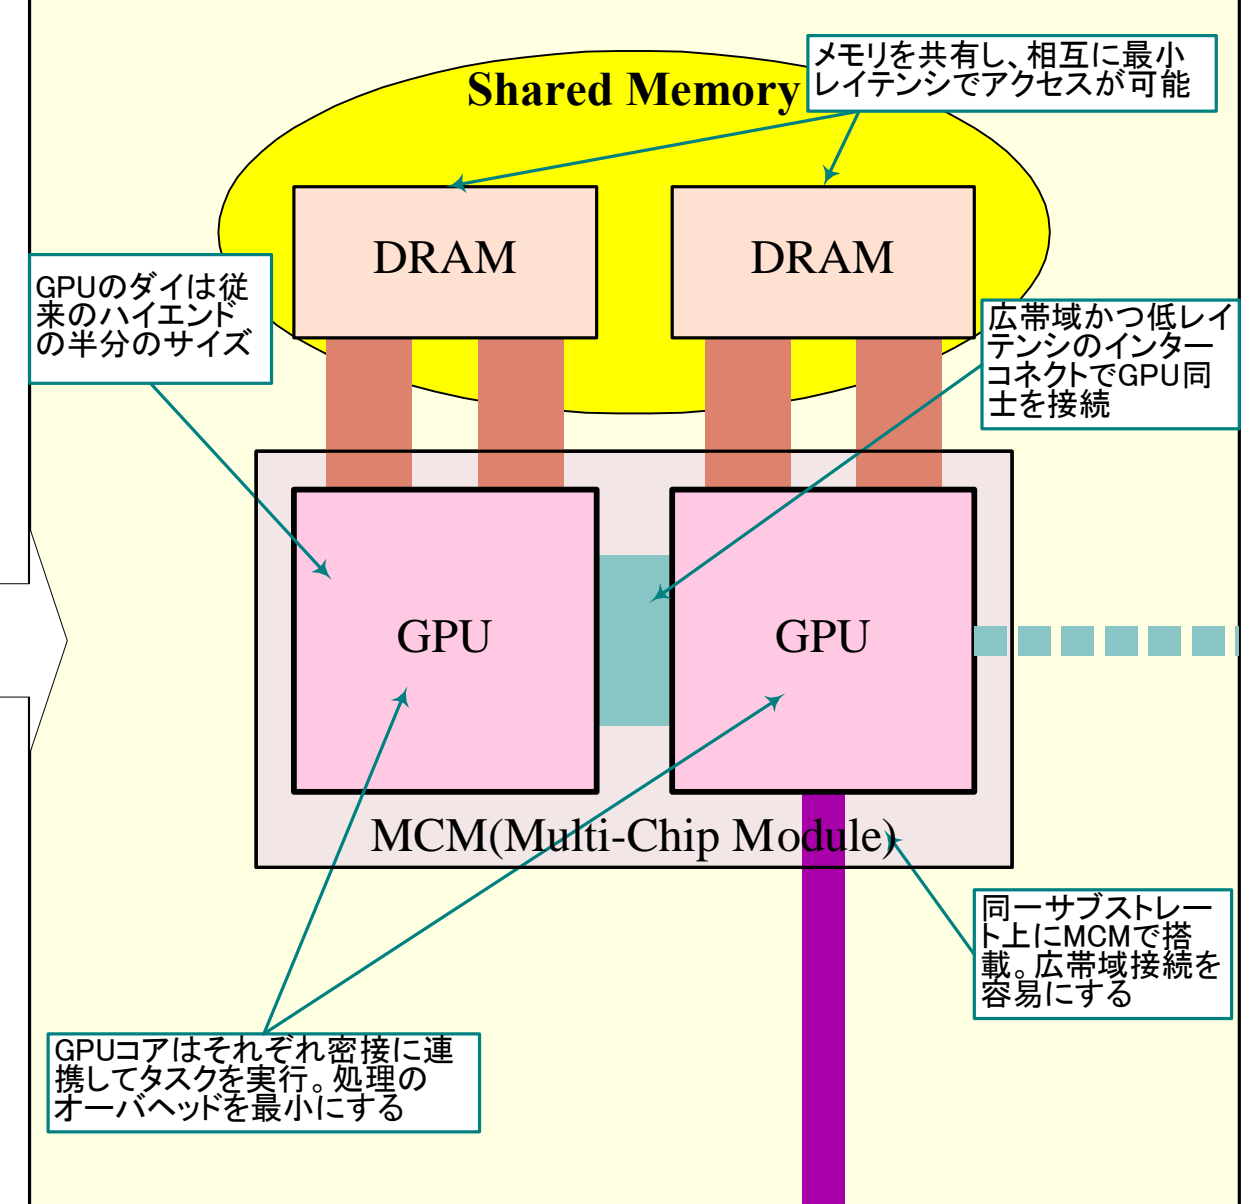 メモリを共有し、相互に最小
レイテンシでアクセスが可能
Shared Memory
DRAM
DRAM
GPUのダイは従
来のハイエンド
の半分のサイズ
広帯域かつ低レイ
テンシのインター
コネクトでGPU同
士を接続
GPU
GPU
MCM(Multi-Chip Module)
同一サブストレー
ト上にMCMで搭
載。広帯域接続を
容易にする
GPUコアはそれぞれ密接に連
携してタスクを実行。処理の
オーバヘッドを最小にする